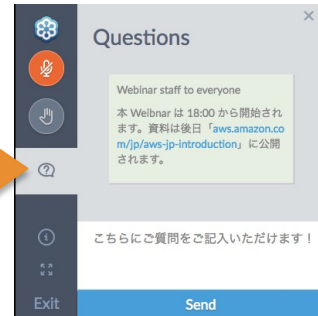 Questions
Webinar staff to everyone
本 Weibnar は 18:00 から開始され
ます。資料は後日「aws.amazon.co
m/jp/aws-jp-introduction」に公開
されます。
こちらにご質問をご記入いただけます！
Exit
Send